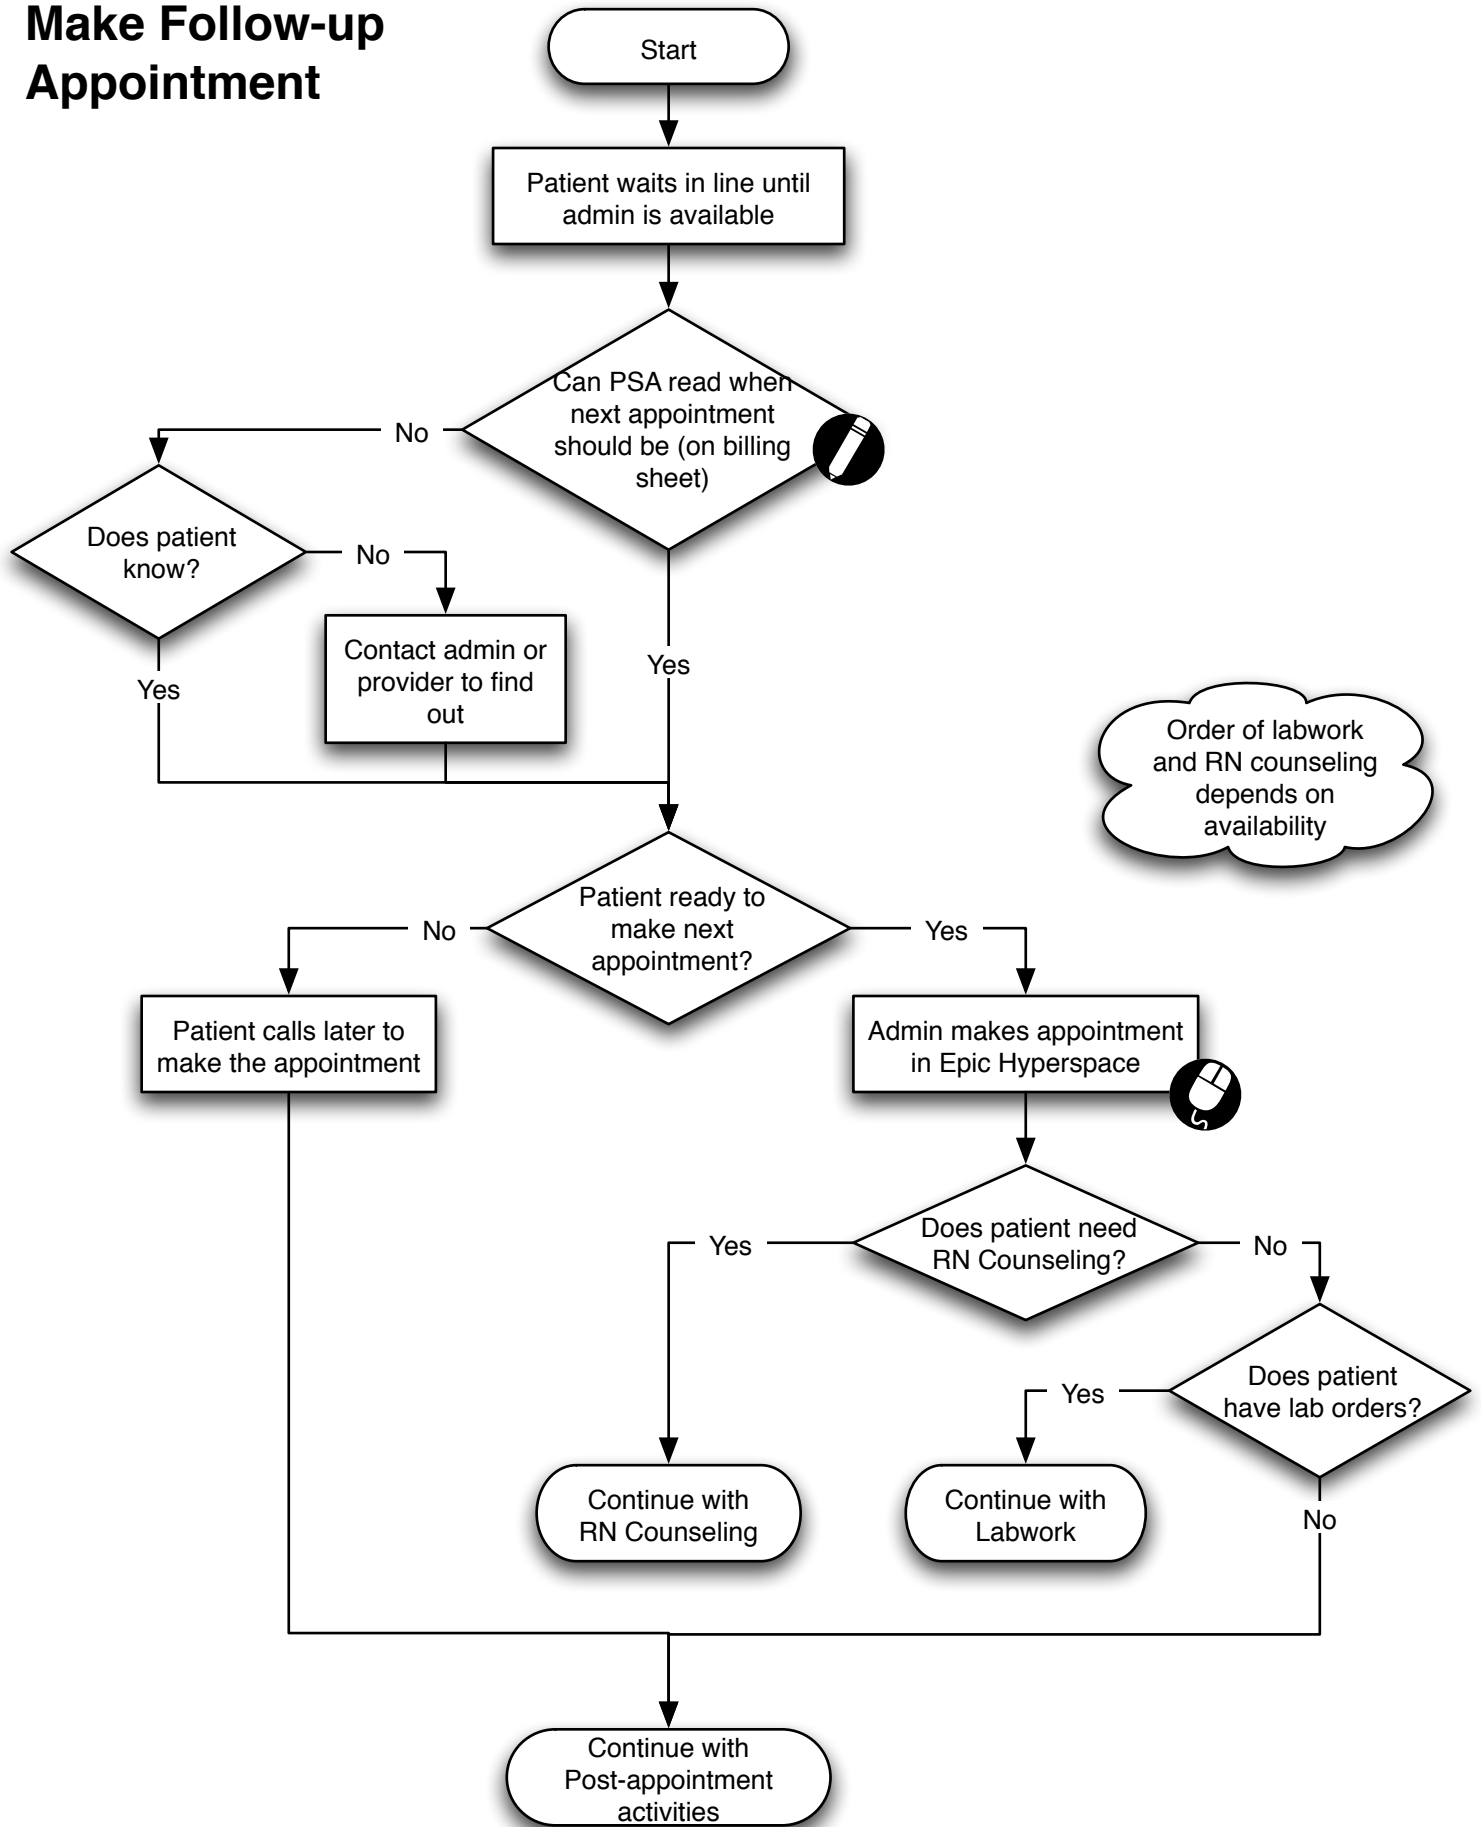 Make Follow-up
Appointment
Start
Patient waits in line until
admin is available
Can PSA read when
next appointment
should be (on billing
sheet)
No
Does patient
know?
No
Contact admin or
provider to find
out
Yes
Yes
Order of labwork
and RN counseling
depends on
availability
Patient ready to
make next
appointment?
No
Yes
Patient calls later to
make the appointment
Admin makes appointment
in Epic Hyperspace
Does patient need
RN Counseling?
Yes
No
Does patient
have lab orders?
Yes
No
Continue with
RN Counseling
Continue with
Labwork
Continue with
Post-appointment
activities